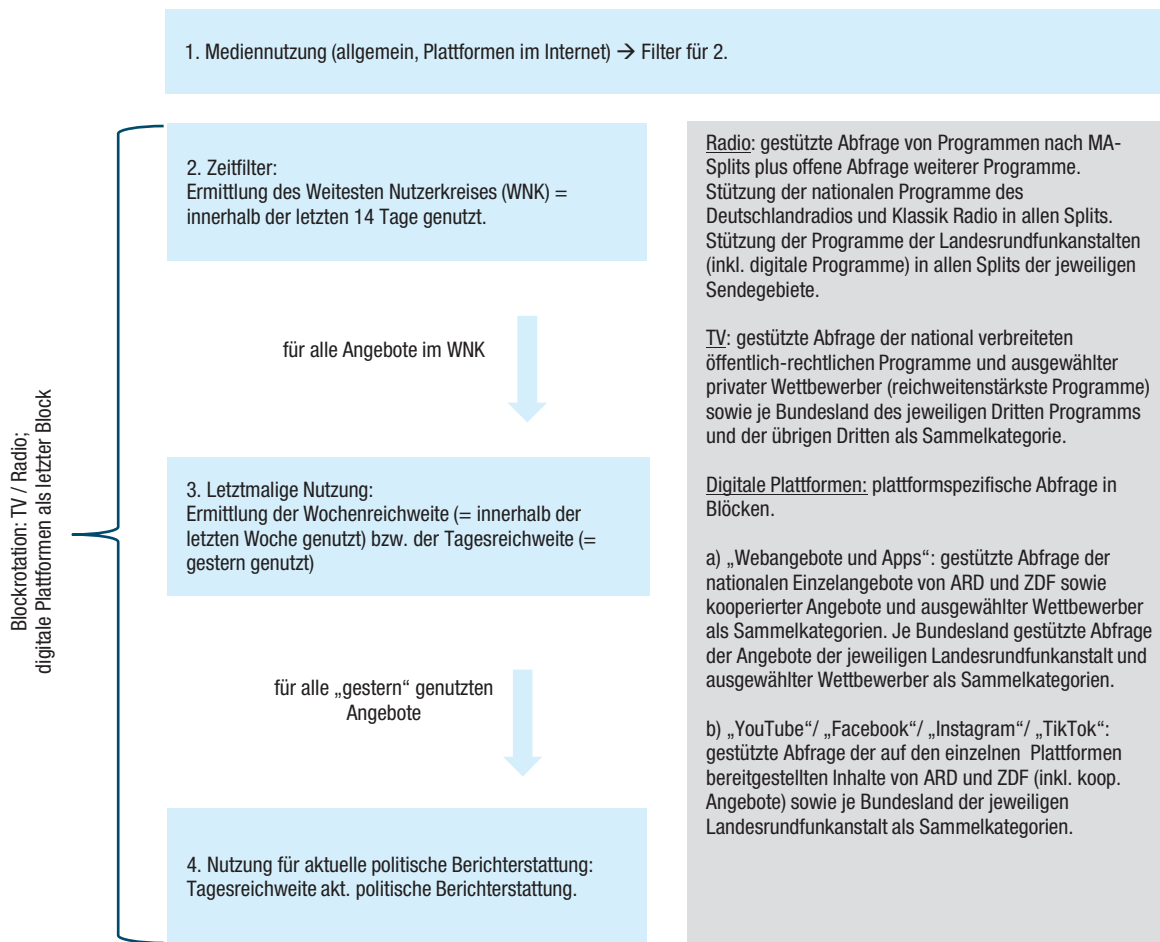 1. Mediennutzung (allgemein, Plattformen im Internet) → Filter für 2.
Blockrotation: TV / Radio;
digitale Plattformen als letzter Block
2. Zeitfilter:
Ermittlung des Weitesten Nutzerkreises (WNK) =
innerhalb der letzten 14 Tage genutzt.
für alle Angebote im WNK
3. Letztmalige Nutzung:
Ermittlung der Wochenreichweite (= innerhalb der
letzten Woche genutzt) bzw. der Tagesreichweite (=
gestern genutzt)
für alle „gestern“ genutzten
Angebote
4. Nutzung für aktuelle politische Berichterstattung:
Tagesreichweite akt. politische Berichterstattung.
Radio: gestützte Abfrage von Programmen nach MA-
Splits plus offene Abfrage weiterer Programme.
Stützung der nationalen Programme des
Deutschlandradios und Klassik Radio in allen Splits.
Stützung der Programme der Landesrundfunkanstalten
(inkl. digitale Programme) in allen Splits der jeweiligen
Sendegebiete.
TV: gestützte Abfrage der national verbreiteten
öffentlich-rechtlichen Programme und ausgewählter
privater Wettbewerber (reichweitenstärkste Programme)
sowie je Bundesland des jeweiligen Dritten Programms
und der übrigen Dritten als Sammelkategorie.
Digitale Plattformen: plattformspezifische Abfrage in
Blöcken.
a) „Webangebote und Apps“: gestützte Abfrage der
nationalen Einzelangebote von ARD und ZDF sowie
kooperierter Angebote und ausgewählter Wettbewerber
als Sammelkategorien. Je Bundesland gestützte Abfrage
der Angebote der jeweiligen Landesrundfunkanstalt und
ausgewählter Wettbewerber als Sammelkategorien.
b) „YouTube“/ „Facebook“/ „Instagram“/ „TikTok“:
gestützte Abfrage der auf den einzelnen Plattformen
bereitgestellten Inhalte von ARD und ZDF (inkl. koop.
Angebote) sowie je Bundesland der jeweiligen
Landesrundfunkanstalt als Sammelkategorien.